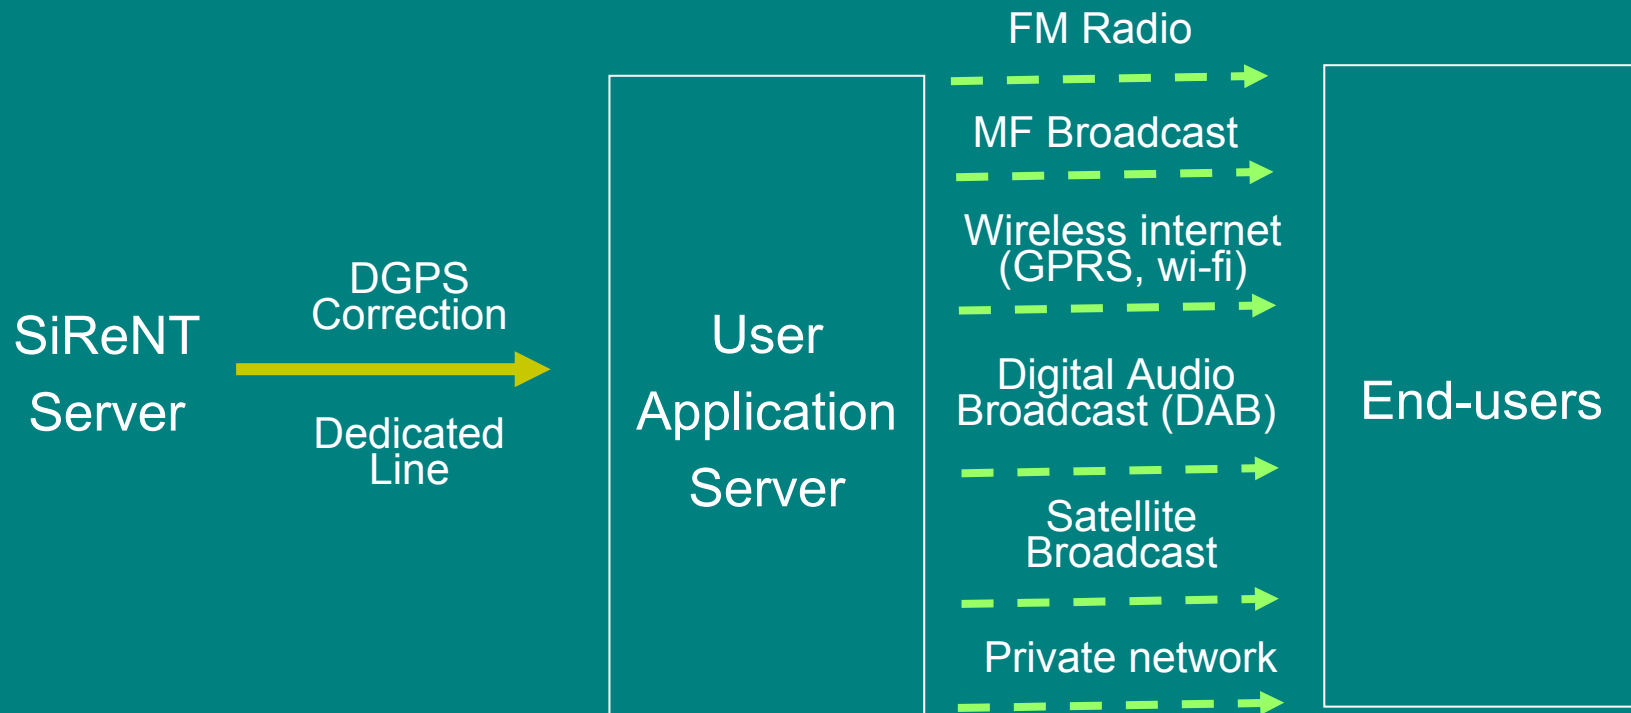 SiReNT
Server
DGPS
Correction
Dedicated
Line
User
Application
Server
FM Radio
MF Broadcast
Wireless internet
(GPRS, wi-fi)
Digital Audio
Broadcast (DAB)
Satellite
Broadcast
Private network
End-users